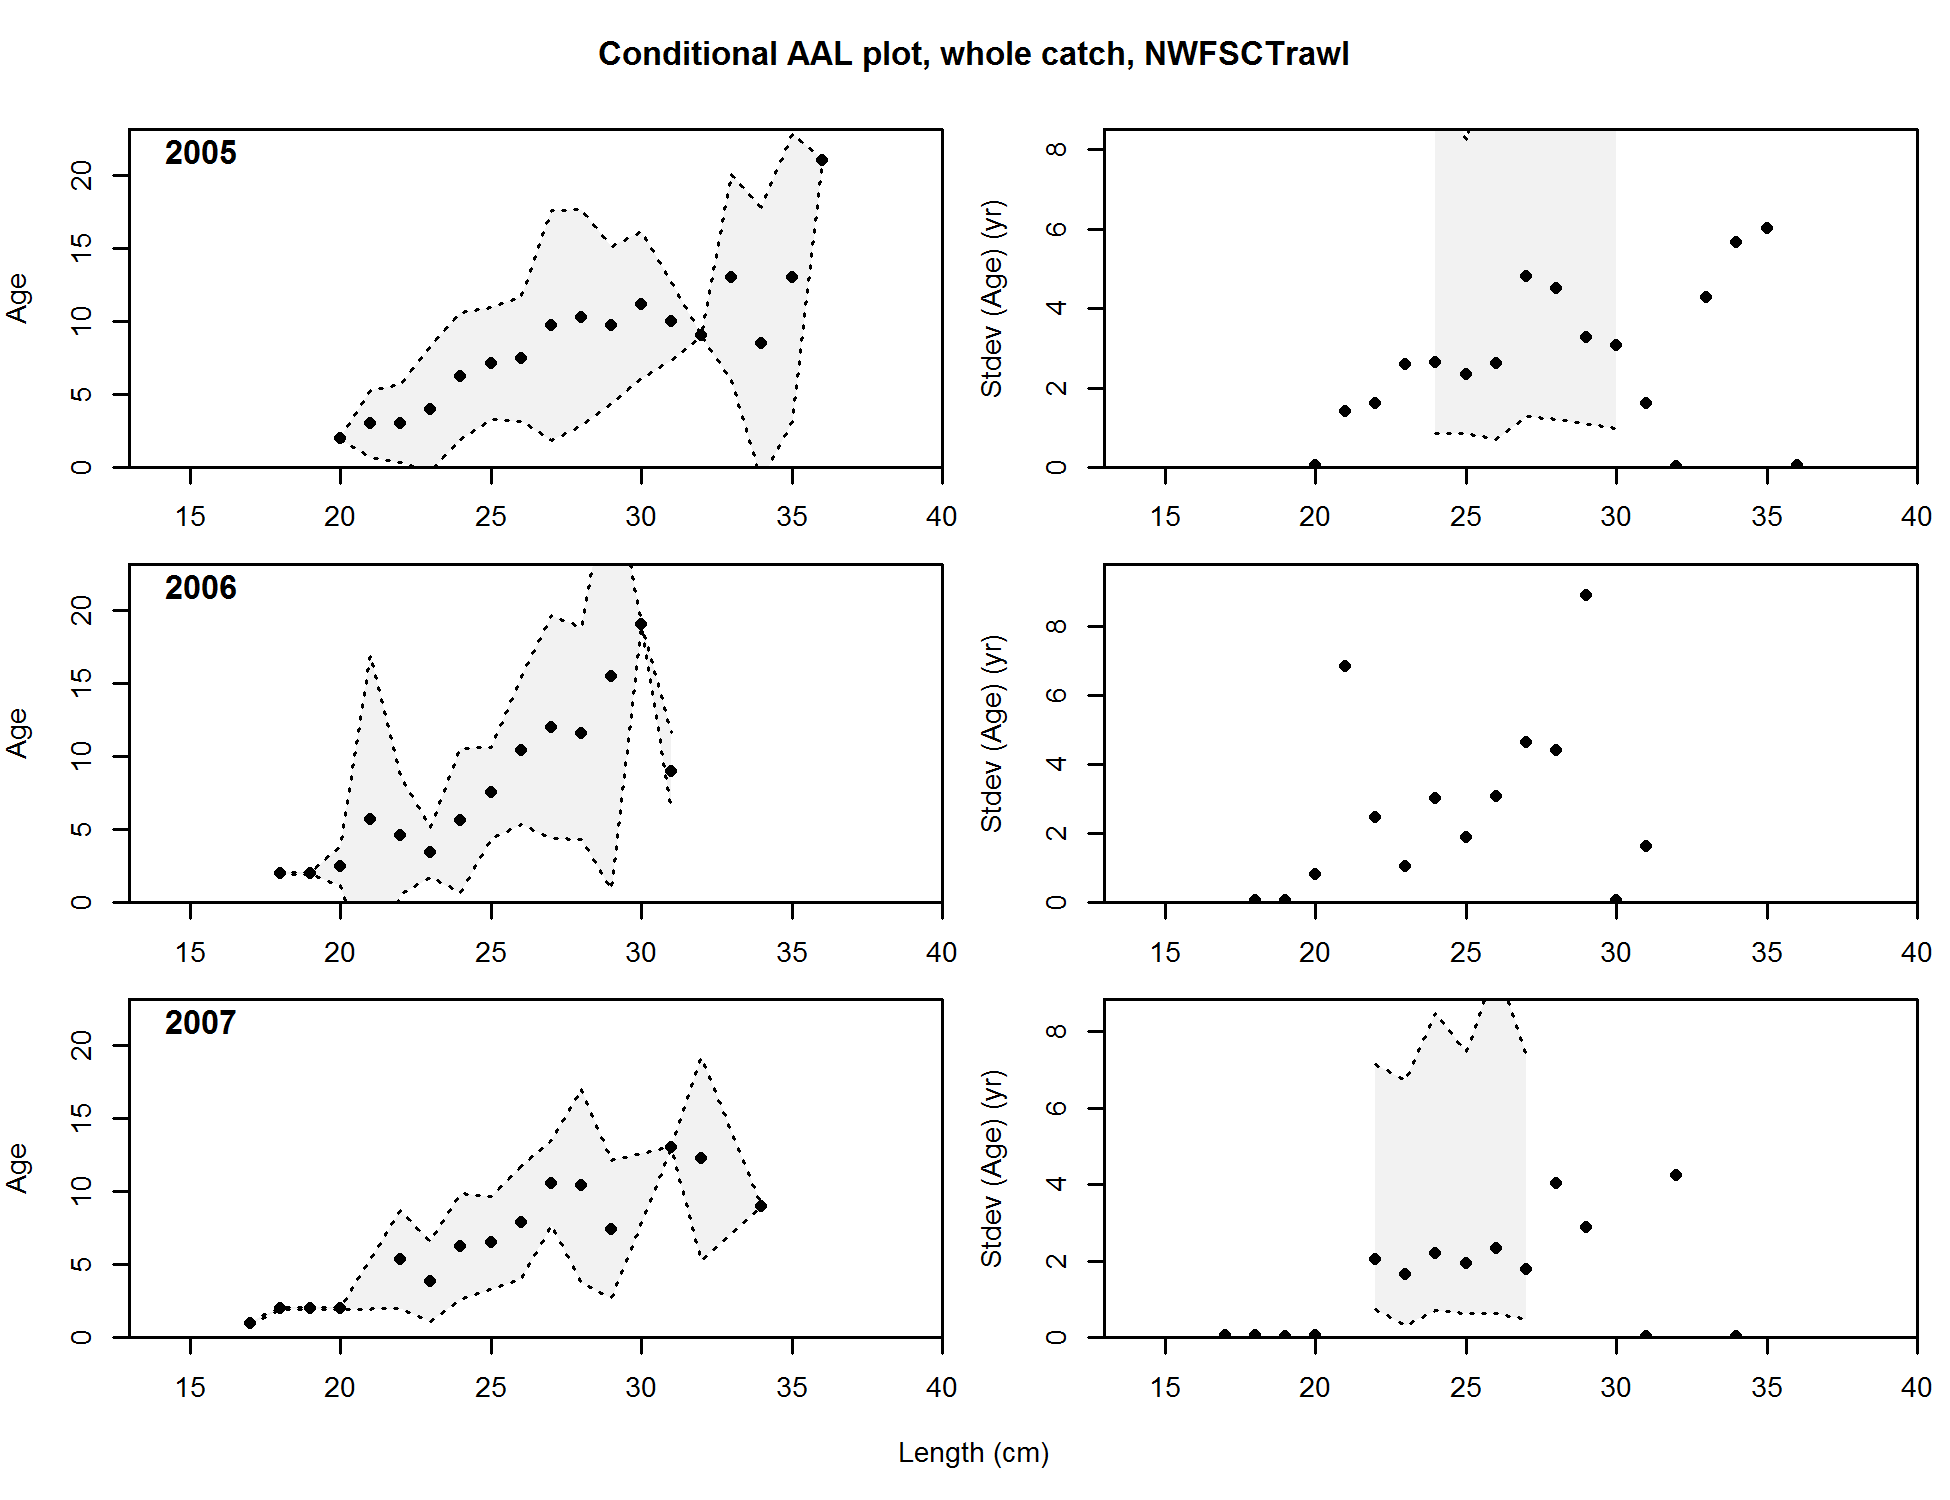 Conditional AAL plot, whole catch, NWFSCTrawl
2005
Age
0 5 10 15 20
15 20 25 30 35 40
Stdev (Age) (yr)
0 2 4 6 8
15 20 25 30 35 40
2006
Age
0 5 10 15 20
15 20 25 30 35 40
Stdev (Age) (yr)
0 2 4 6 8
15 20 25 30 35 40
2007
Age
0 5 10 15 20
15 20 25 30 35 40
Stdev (Age) (yr)
0 2 4 6 8
15 20 25 30 35 40
Length (cm)